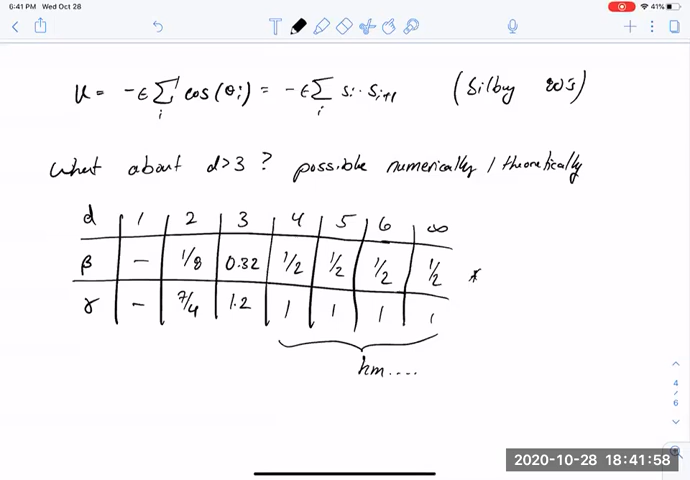 6:41 PM Wed Oct 28
41%
U = -ϵ∑ᵢ cos(θᵢ) = -ϵ∑ᵢ sᵢ · sᵢ₊₁ (Silbey 80's)
What about d>3 ? possible numerically / theoretically
d | 1 | 2 | 3 | 4 | 5 | 6 | ∞
β | - | 1/8 | 0.32 | 1/2 | 1/2 | 1/2 | 1/2 *
γ | - | 7/4 | 1.2 | 1 | 1 | 1 | 1
hm....
4 / 6
2020-10-28 18:41:58